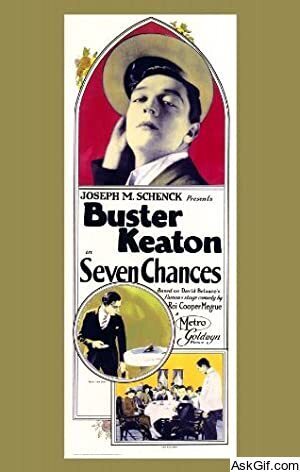 JOSEPH M. SCHENCK Presents
Buster
Keaton
in
Seven Chances
Based on David Belasco's
famous stage comedy by
Roi Cooper Megrue
A
Metro
Goldwyn
AskGif.com